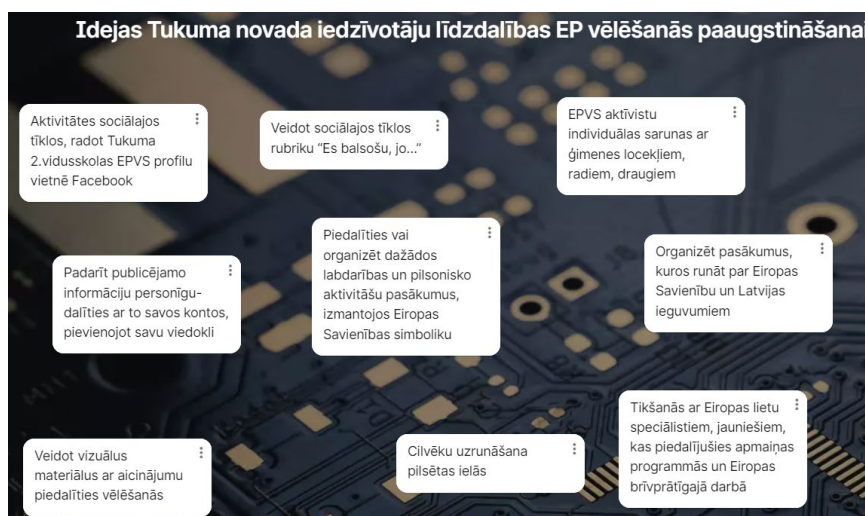 Idejas Tukuma novada iedzīvotāju līdzdalības EP vēlēšanās paaugstināšanai
Aktivitātes sociālajos
tīklos, radot Tukuma
2.vidusskolas EPVS profilu
vietnē Facebook
Veidot sociālajos tīklos
rubriku “Es balsošu, jo...”
EPVS aktīvistu
individuālas sarunas ar
ģimenes locekļiem,
radiem, draugiem
Padarīt publicējamo
informāciju personīgu-
dalīties ar to savos kontos,
pievienojot savu viedokli
Piedalīties vai
organizēt dažādos
labdarības un pilsonisko
aktivitāšu pasākumus,
izmantojos Eiropas
Savienības simboliku
Organizēt pasākumus,
kuros runāt par Eiropas
Savienību un Latvijas
ieguvumiem
Veidot vizuālus
materiālus ar aicinājumu
piedalīties vēlēšanās
Cilvēku uzrunāšana
pilsētas ielās
Tikšanās ar Eiropas lietu
speciālistiem, jauniešiem,
kas piedalījušies apmaiņas
programmās un Eiropas
brīvprātīgajā darbā